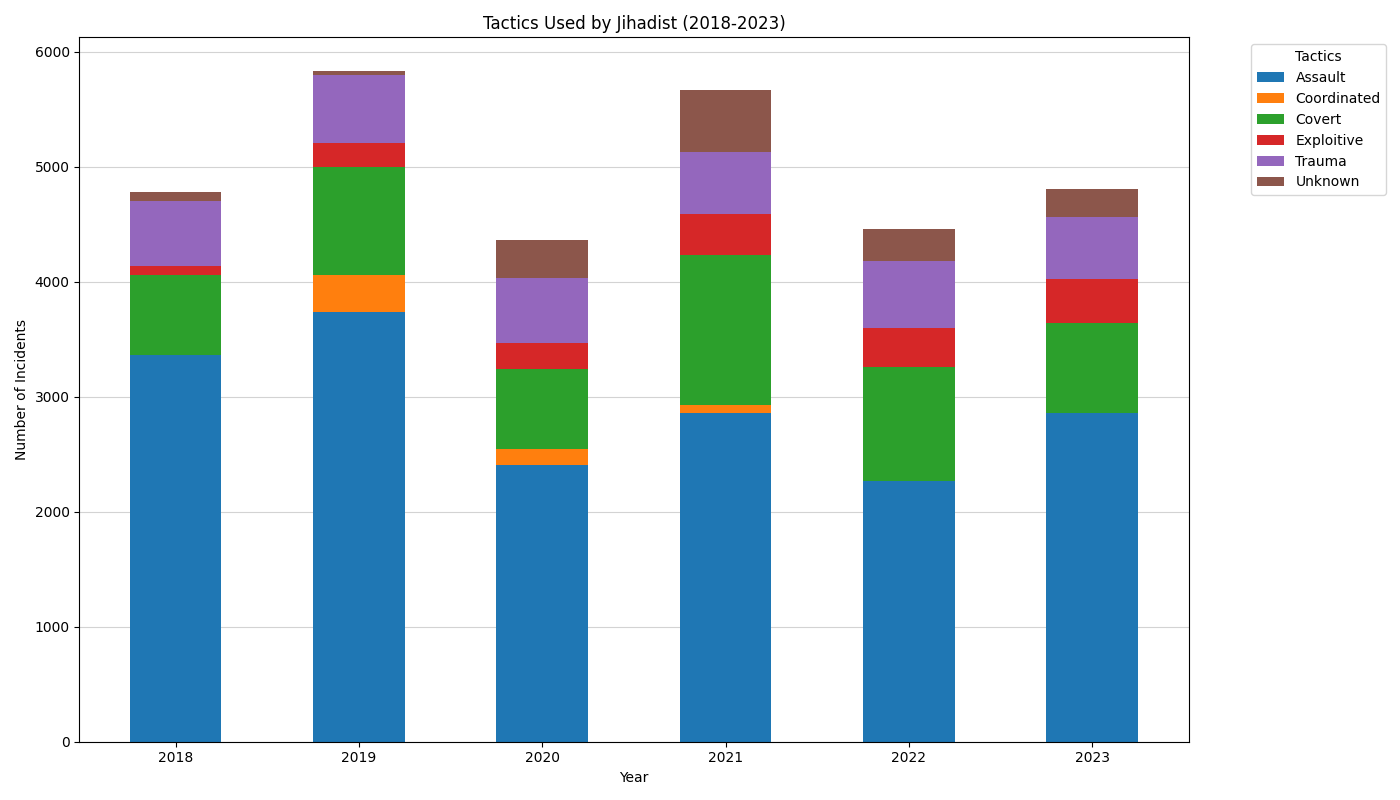 Tactics Used by Jihadist (2018-2023)
6000
5000
4000
3000
2000
1000
0
Number of Incidents
2018 2019 2020 2021 2022 2023
Year
Tactics
Assault
Coordinated
Covert
Exploitive
Trauma
Unknown